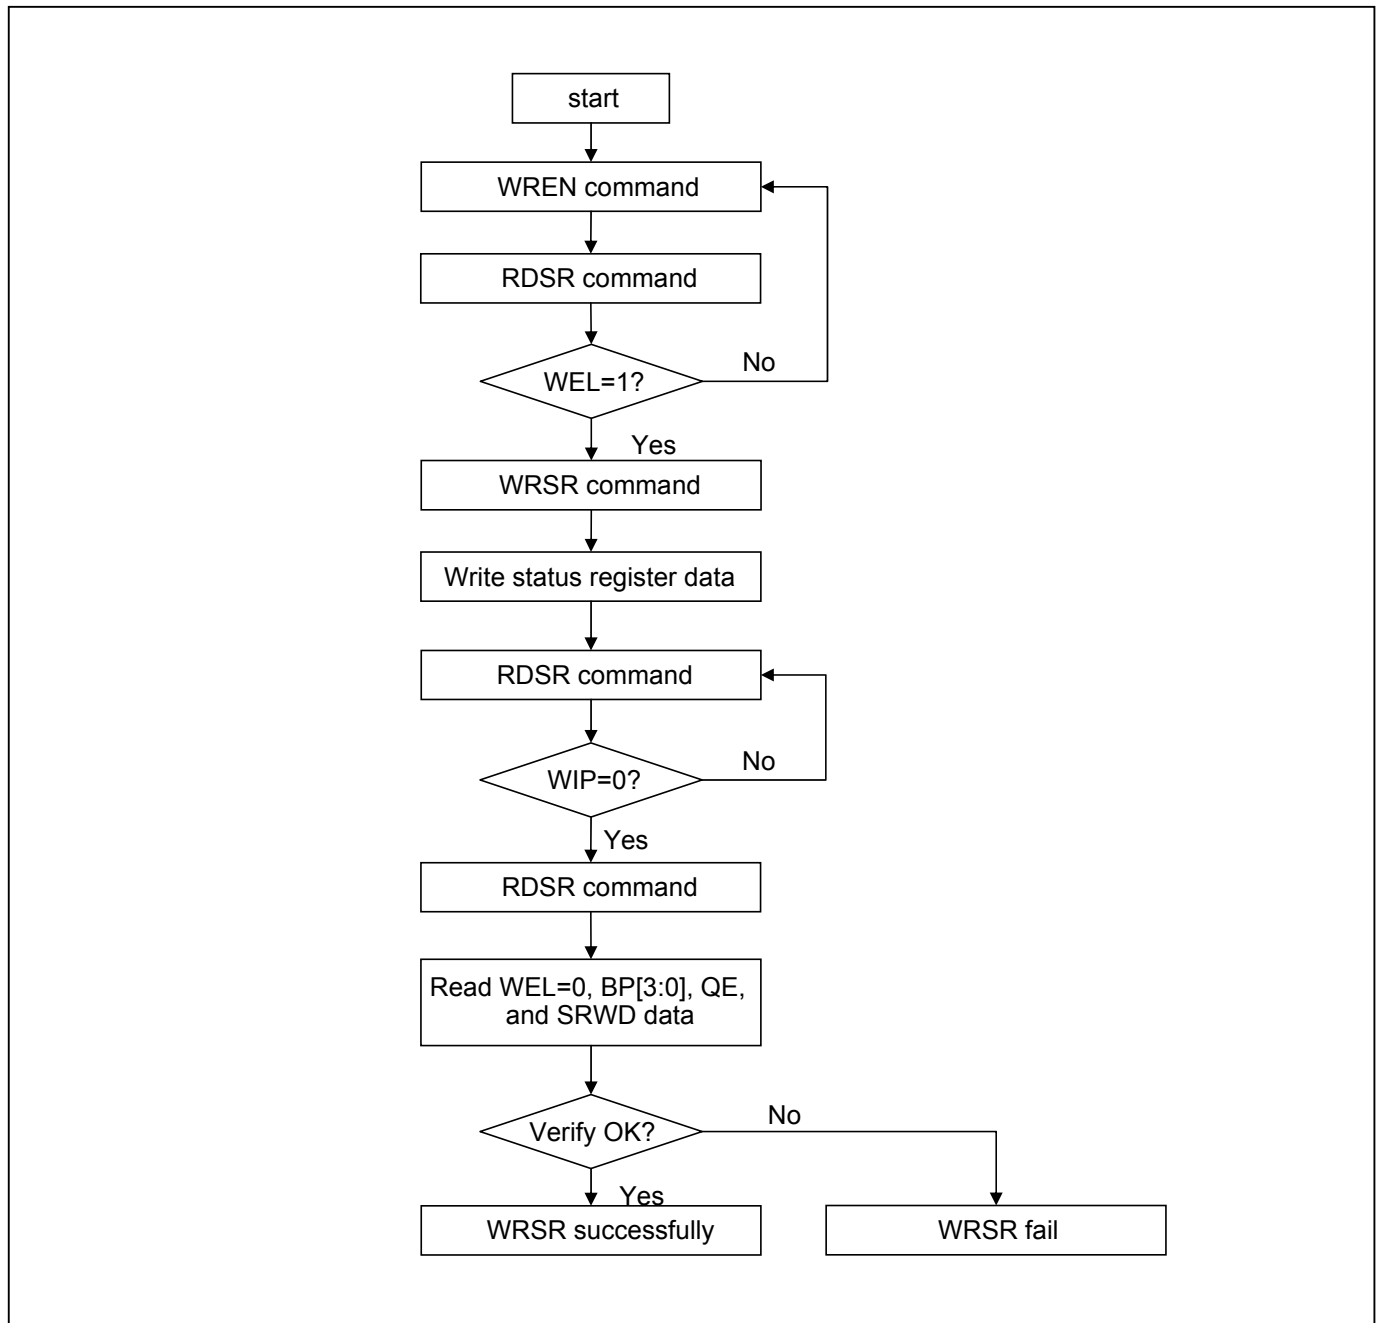 start
WREN command
RDSR command
WEL=1?
No
Yes
WRSR command
Write status register data
RDSR command
WIP=0?
No
Yes
RDSR command
Read WEL=0, BP[3:0], QE,
and SRWD data
Verify OK?
No
Yes
WRSR successfully
WRSR fail